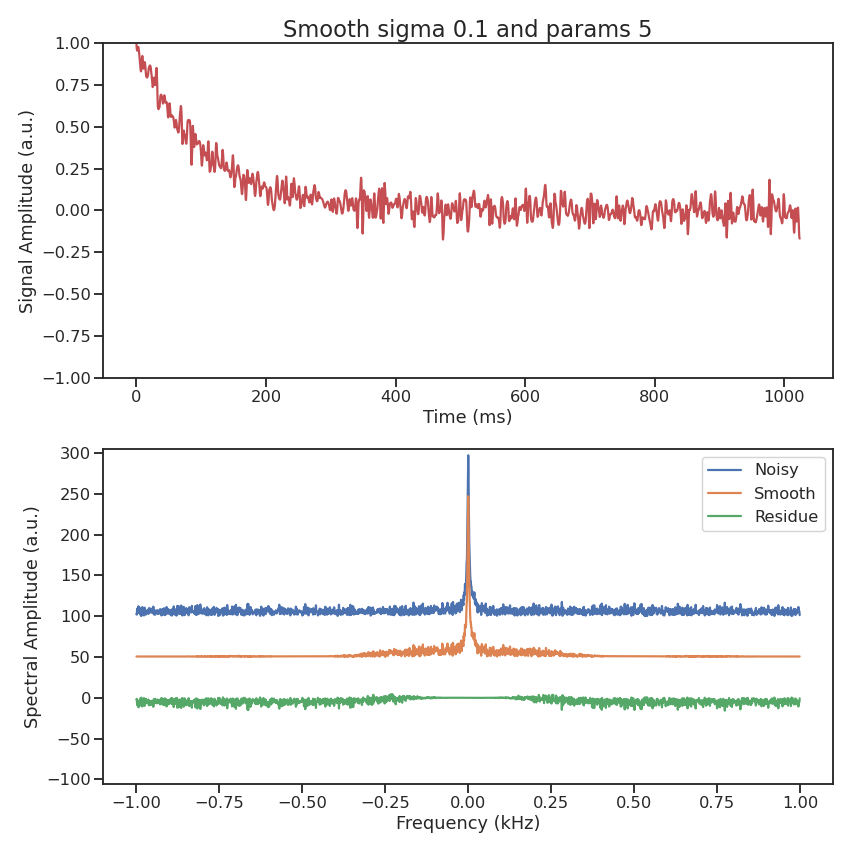 Smooth sigma 0.1 and params 5
1.00
0.75
0.50
0.25
0.00
−0.25
−0.50
−0.75
−1.00
Signal Amplitude (a.u.)
0 200 400 600 800 1000
Time (ms)
300
250
200
150
100
50
0
−50
−100
Spectral Amplitude (a.u.)
Noisy
Smooth
Residue
−1.00 −0.75 −0.50 −0.25 0.00 0.25 0.50 0.75 1.00
Frequency (kHz)